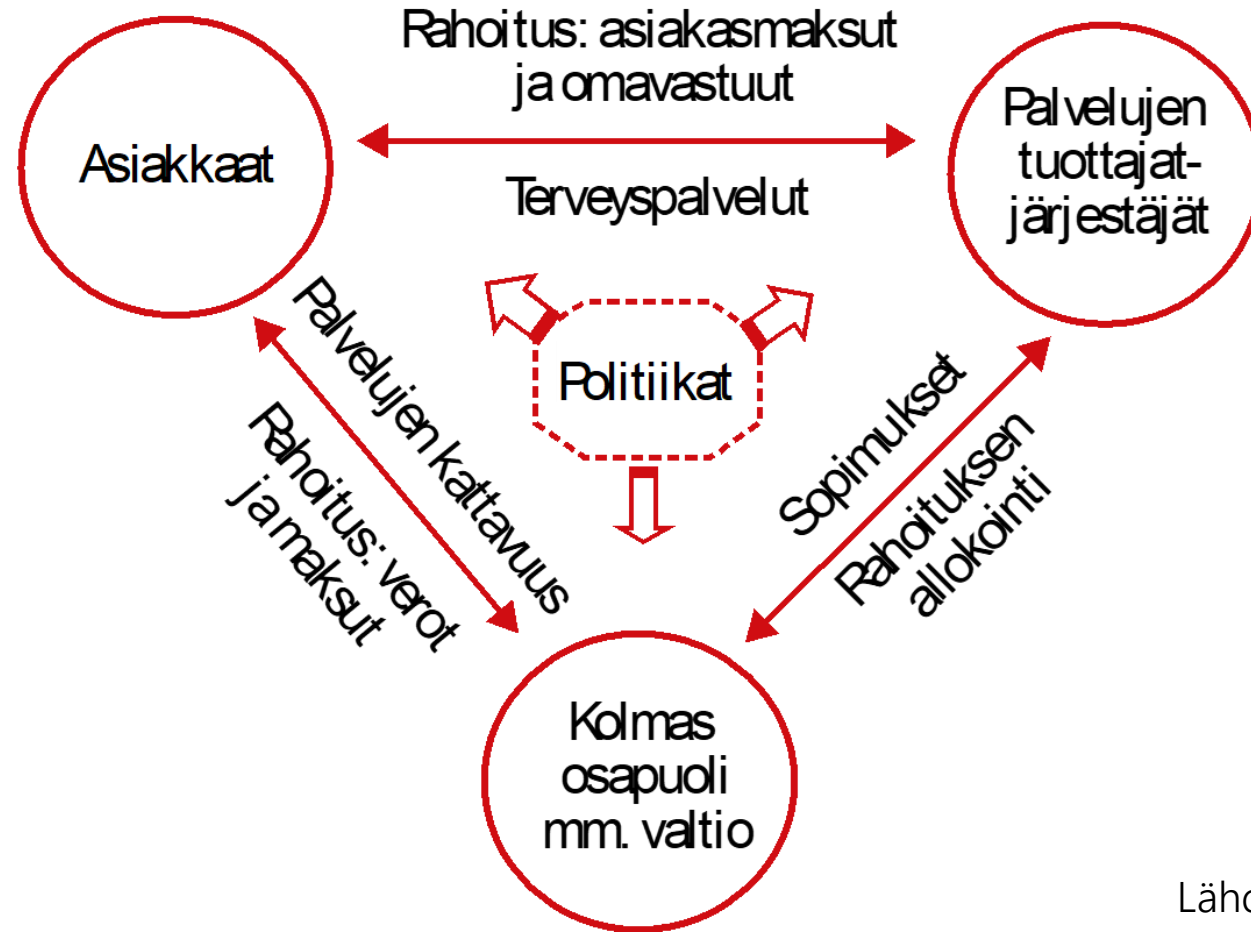 Rahoitus: asiakasmaksut
ja omavastuut
Asiakkaat
Palvelujen
tuottajat-
järjestäjät
Terveyspalvelut
Politiikat
Palvelujen kattavuus
Rahoitus: verot
ja maksut
Sopimukset
Rahoituksen
allokointi
Kolmas
osapuoli
mm. valtio